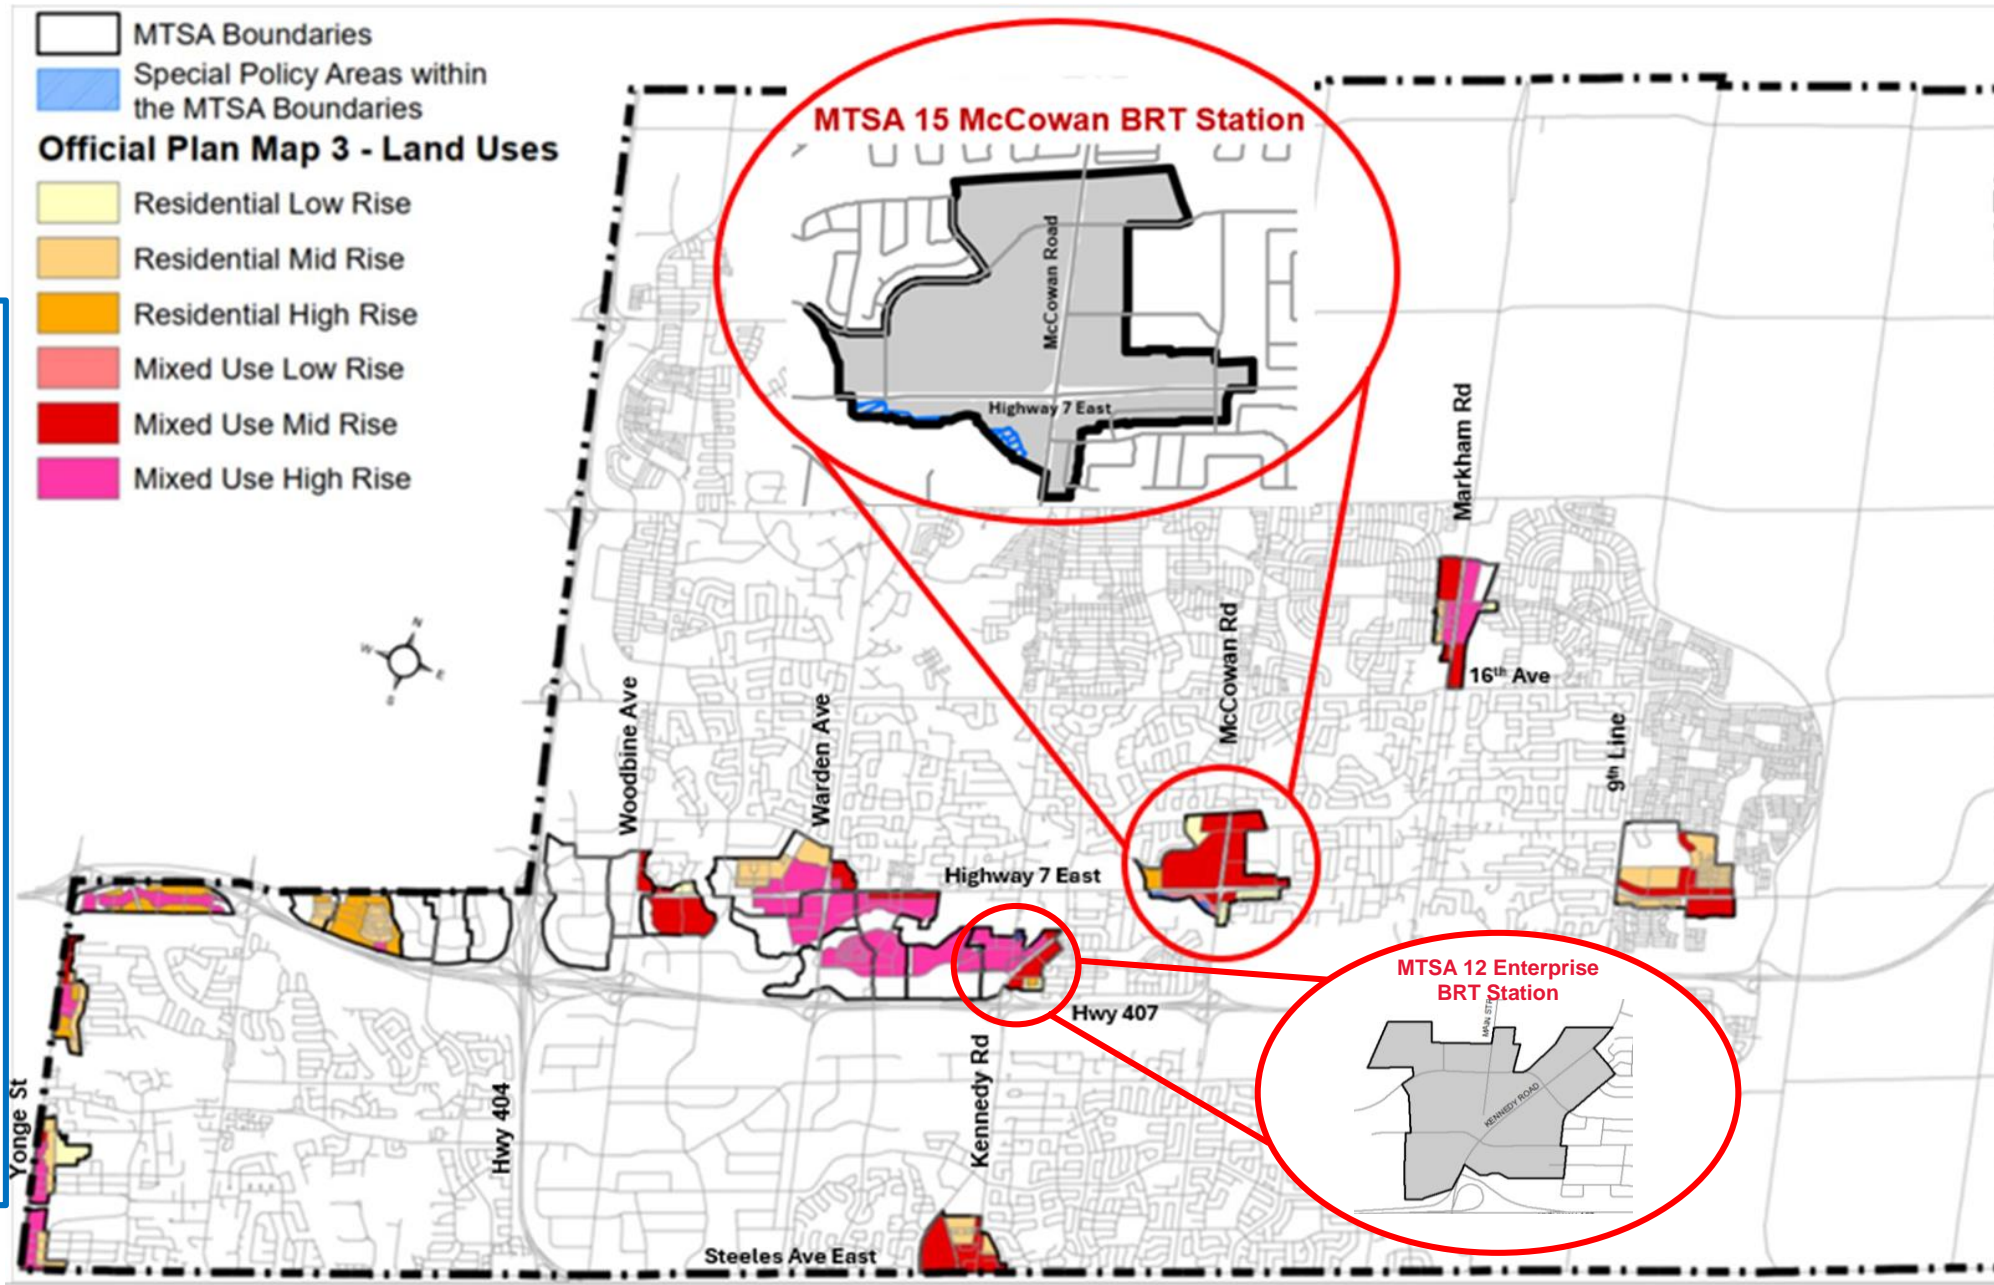 MTSA Boundaries
Special Policy Areas within
the MTSA Boundaries
Official Plan Map 3 - Land Uses
Residential Low Rise
Residential Mid Rise
Residential High Rise
Mixed Use Low Rise
Mixed Use Mid Rise
Mixed Use High Rise
MTSA 15 McCowan BRT Station
McCowan Road
Highway 7 East
Markham Rd
N
W
E
S
McCowan Rd
16th Ave
Woodbine Ave
Warden Ave
9th Line
Highway 7 East
MTSA 12 Enterprise
BRT Station
MAIN STR
KENNEDY ROAD
Hwy 407
Kennedy Rd
Hwy 404
Yonge St
Steeles Ave East